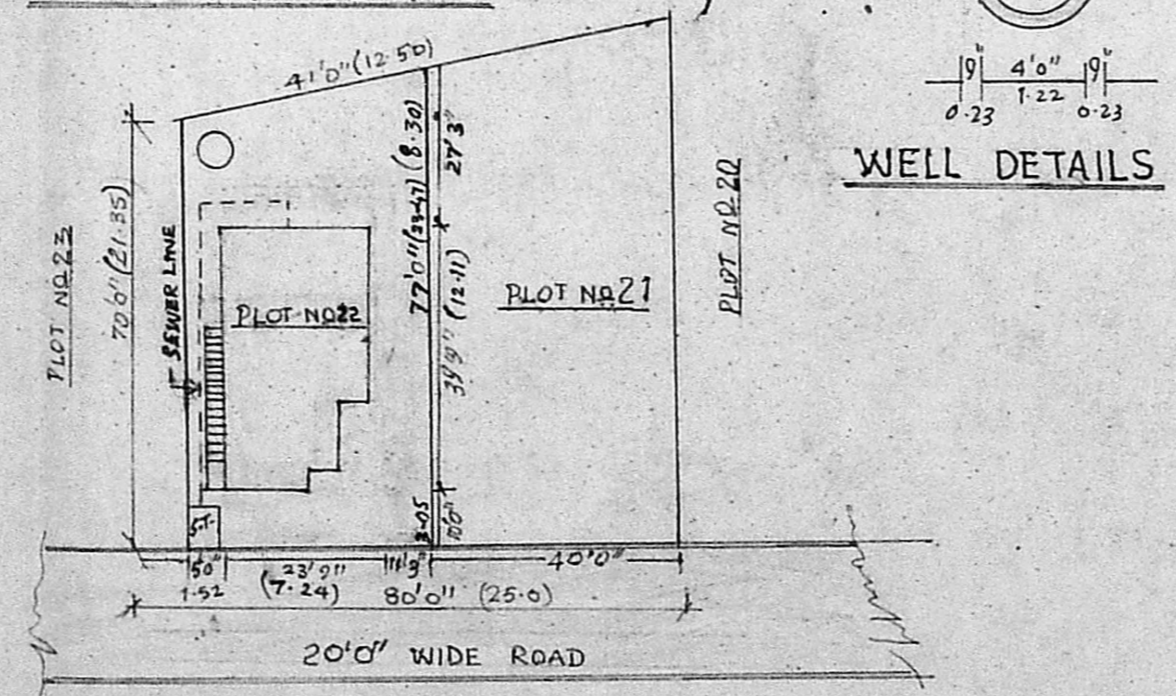 41'0" (12.50)
9" 4'0" 9"
0.23 1.22 0.23
WELL DETAILS
PLOT NO 23
70'0" (21.35)
SEWER LINE
PLOT NO 22
77'0" (23.47) (8.30)
27'3"
39'9" (12.11)
PLOT NO 21
PLOT NO 20
S.T.
3.05
10'0"
5'0" 23'9" 11'3" 40'0"
1.52 (7.24) 80'0" (25.0)
20'0" WIDE ROAD